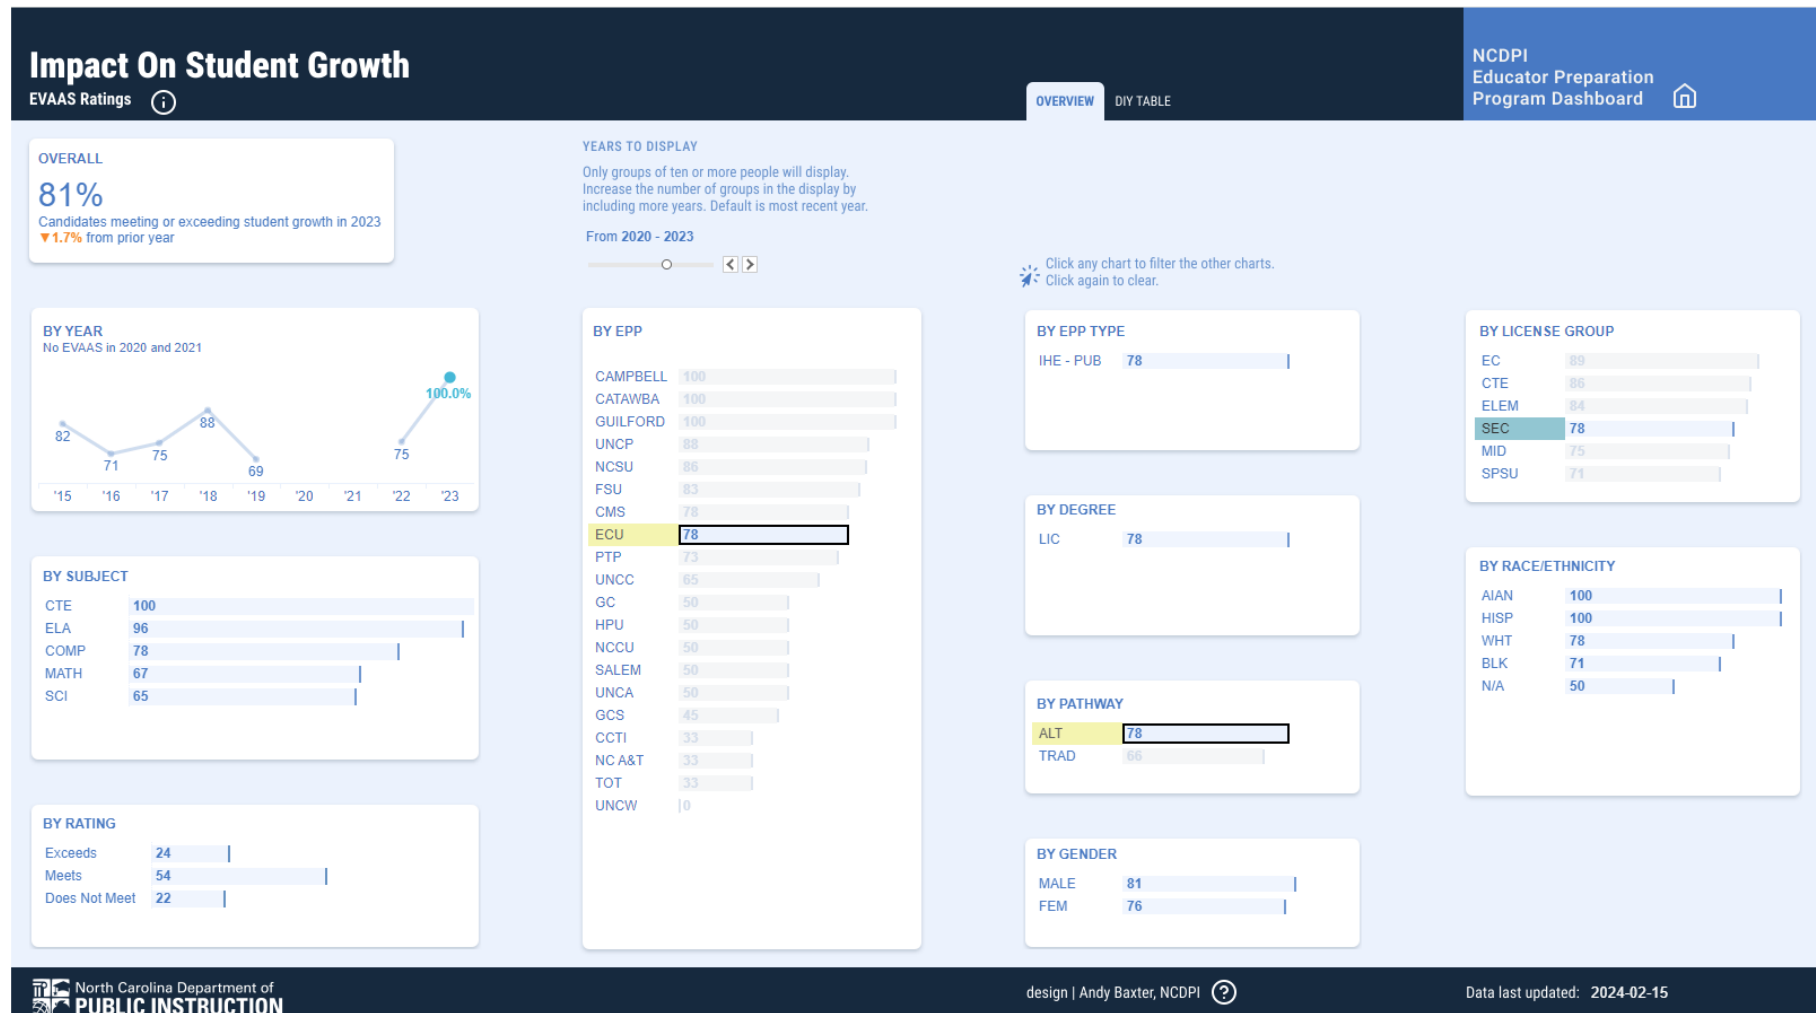 Impact On Student Growth
EVAAS Ratings
OVERVIEW
DIY TABLE
NCDPI
Educator Preparation
Program Dashboard
OVERALL
81%
Candidates meeting or exceeding student growth in 2023
▼1.7% from prior year
YEARS TO DISPLAY
Only groups of ten or more people will display.
Increase the number of groups in the display by
including more years. Default is most recent year.
From 2020 - 2023
Click any chart to filter the other charts.
Click again to clear.
BY YEAR
No EVAAS in 2020 and 2021
82
71
75
88
69
75
100.0%
'15 '16 '17 '18 '19 '20 '21 '22 '23
BY SUBJECT
CTE 100
ELA 96
COMP 78
MATH 67
SCI 65
BY RATING
Exceeds 24
Meets 54
Does Not Meet 22
BY EPP
CAMPBELL 100
CATAWBA 100
GUILFORD 100
UNCP 88
NCSU 86
FSU 83
CMS 78
ECU 78
PTP 73
UNCC 65
GC 50
HPU 50
NCCU 50
SALEM 50
UNCA 50
GCS 45
CCTI 33
NC A&T 33
TOT 33
UNCW 0
BY EPP TYPE
IHE - PUB 78
BY DEGREE
LIC 78
BY PATHWAY
ALT 78
TRAD 66
BY GENDER
MALE 81
FEM 76
BY LICENSE GROUP
EC 89
CTE 86
ELEM 84
SEC 78
MID 75
SPSU 71
BY RACE/ETHNICITY
AIAN 100
HISP 100
WHT 78
BLK 71
N/A 50
North Carolina Department of
PUBLIC INSTRUCTION
design | Andy Baxter, NCDPI
Data last updated: 2024-02-15